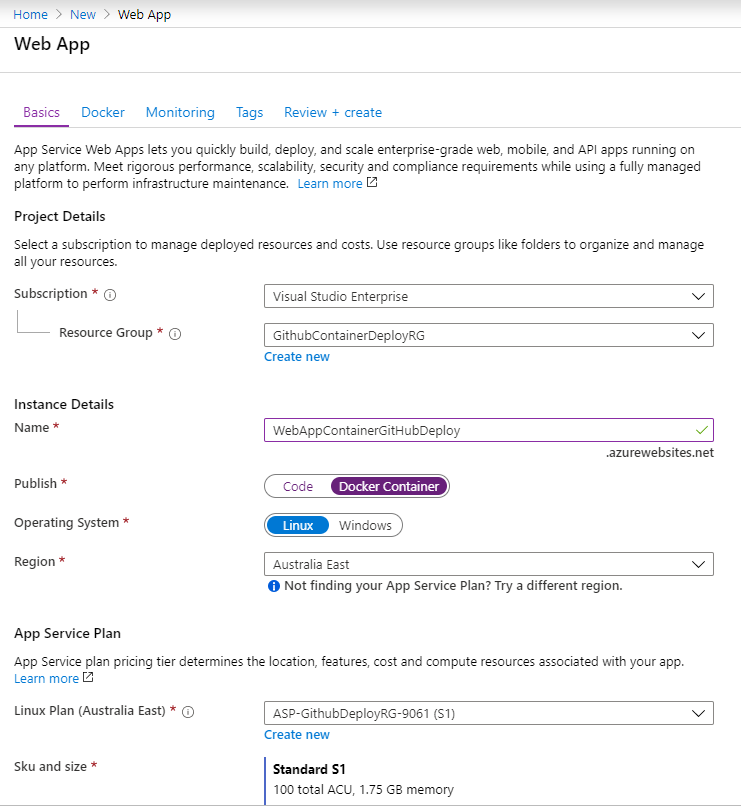 Home > New > Web App
Web App
Basics Docker Monitoring Tags Review + create
App Service Web Apps lets you quickly build, deploy, and scale enterprise-grade web, mobile, and API apps running on
any platform. Meet rigorous performance, scalability, security and compliance requirements while using a fully managed
platform to perform infrastructure maintenance. Learn more
Project Details
Select a subscription to manage deployed resources and costs. Use resource groups like folders to organize and manage
all your resources.
Subscription * Visual Studio Enterprise
Resource Group * GithubContainerDeployRG
Create new
Instance Details
Name * WebAppContainerGitHubDeploy
.azurewebsites.net
Publish * Code Docker Container
Operating System * Linux Windows
Region * Australia East
Not finding your App Service Plan? Try a different region.
App Service Plan
App Service plan pricing tier determines the location, features, cost and compute resources associated with your app.
Learn more
Linux Plan (Australia East) * ASP-GithubDeployRG-9061 (S1)
Create new
Sku and size * Standard S1
100 total ACU, 1.75 GB memory